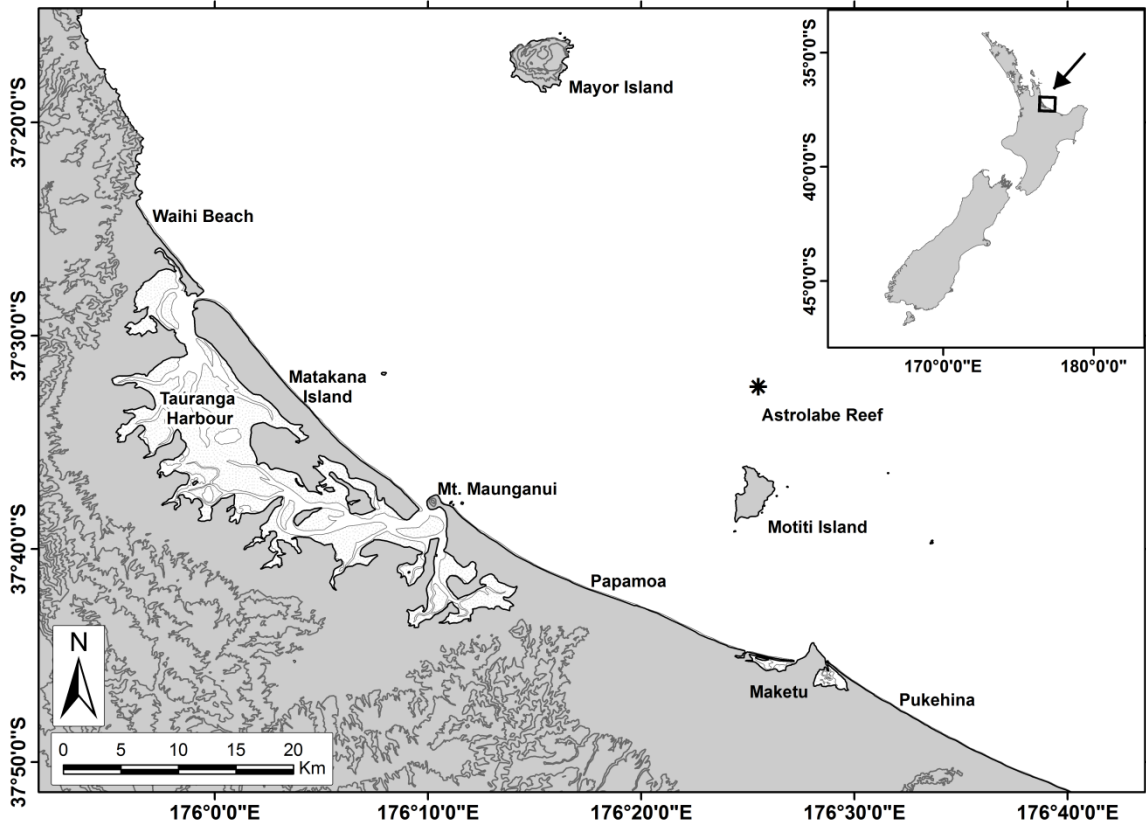 Mayor Island
Waihi Beach
Matakana
Island
Tauranga
Harbour
Astrolabe Reef
Mt. Maunganui
Motiti Island
Papamoa
Maketu
Pukehina
N
0 5 10 15 20
Km
37°20'0"S
37°30'0"S
37°40'0"S
37°50'0"S
176°0'0"E
176°10'0"E
176°20'0"E
176°30'0"E
176°40'0"E
35°0'0"S
40°0'0"S
45°0'0"S
170°0'0"E
180°0'0"